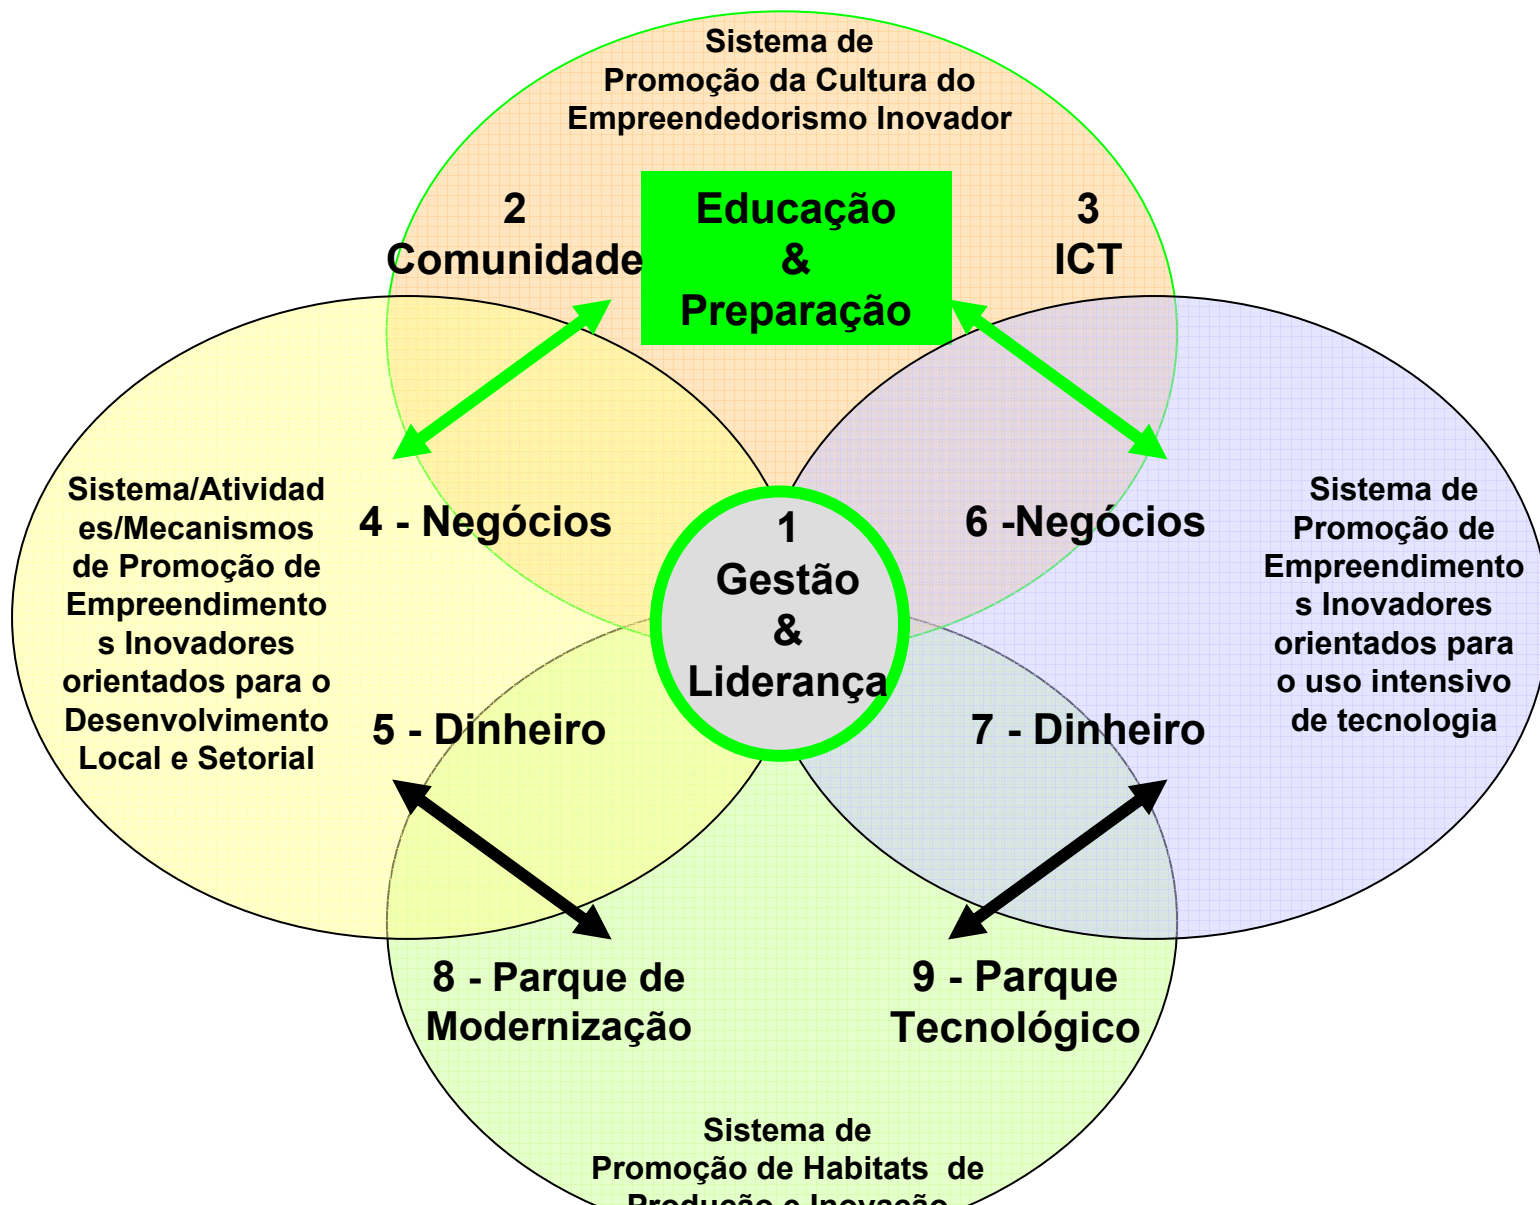 Sistema de
Promoção da Cultura do
Empreendedorismo Inovador
2
Comunidade
Educação
&
Preparação
3
ICT
Sistema/Atividad
es/Mecanismos
de Promoção de
Empreendimento
s Inovadores
orientados para o
Desenvolvimento
Local e Setorial
4 - Negócios
5 - Dinheiro
1
Gestão
&
Liderança
6 -Negócios
7 - Dinheiro
Sistema de
Promoção de
Empreendimento
s Inovadores
orientados para
o uso intensivo
de tecnologia
8 - Parque de
Modernização
9 - Parque
Tecnológico
Sistema de
Promoção de Habitats de
Produção e Inovação